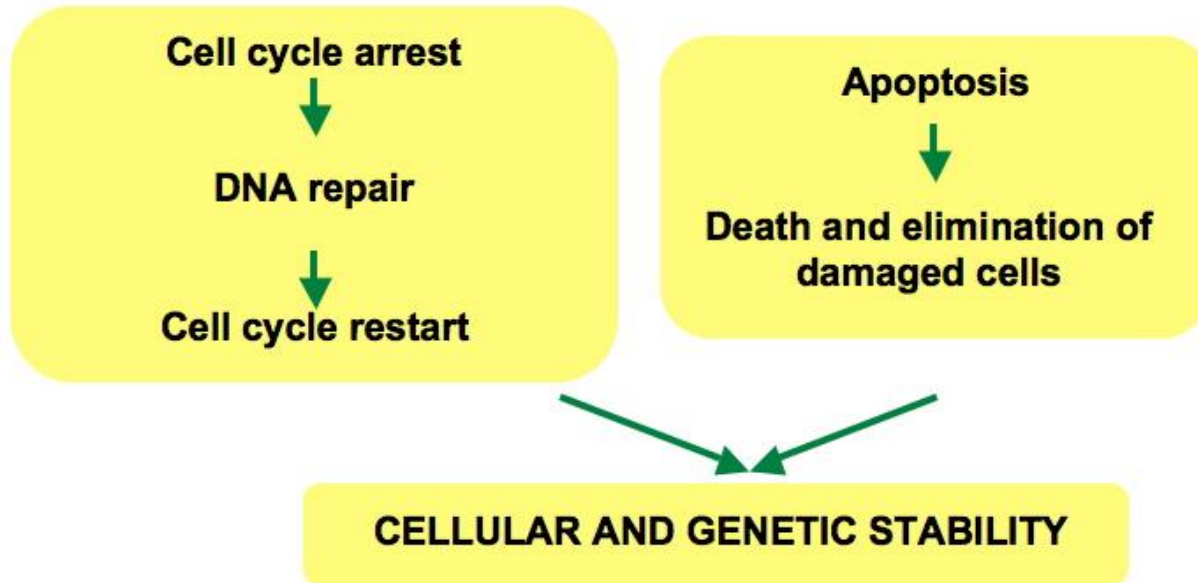 Cell cycle arrest
DNA repair
Cell cycle restart
Apoptosis
Death and elimination of
damaged cells
CELLULAR AND GENETIC STABILITY